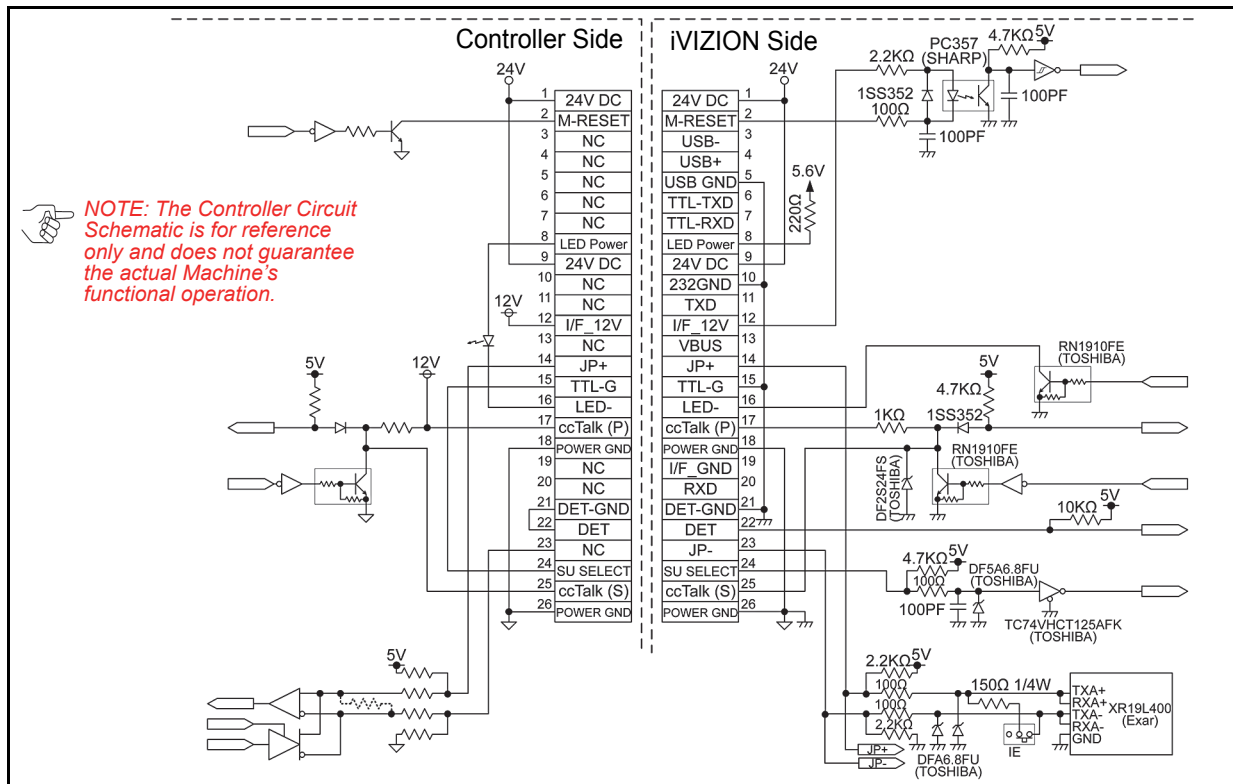 Controller Side
iVIZION Side
NOTE: The Controller Circuit
Schematic is for reference
only and does not guarantee
the actual Machine's
functional operation.
24V
1 24V DC
2 M-RESET
3 NC
4 NC
5 NC
6 NC
7 NC
8 LED Power
9 24V DC
10 NC
11 NC
12V
12 I/F_12V
13 NC
14 JP+
15 TTL-G
16 LED-
17 ccTalk (P)
18 POWER GND
19 NC
20 NC
21 DET-GND
22 DET
23 NC
24 SU SELECT
25 ccTalk (S)
26 POWER GND
5V
12V
5V
24V
24V DC 1
M-RESET 2
USB- 3
USB+ 4
USB GND 5
TTL-TXD 6
TTL-RXD 7
LED Power 8
24V DC 9
232GND 10
TXD 11
I/F_12V 12
VBUS 13
JP+ 14
TTL-G 15
LED- 16
ccTalk (P) 17
POWER GND 18
I/F_GND 19
RXD 20
DET-GND 21
DET 22
JP- 23
SU SELECT 24
ccTalk (S) 25
POWER GND 26
2.2KΩ
1SS352
100Ω
100PF
PC357
(SHARP)
4.7KΩ
5V
100PF
5.6V
220Ω
RN1910FE
(TOSHIBA)
5V
4.7KΩ
1KΩ
1SS352
RN1910FE
(TOSHIBA)
DF2S24FS
(TOSHIBA)
5V
10KΩ
4.7KΩ
5V
100Ω
100PF
DF5A6.8FU
(TOSHIBA)
TC74VHCT125AFK
(TOSHIBA)
2.2KΩ
5V
100Ω
100Ω
2.2KΩ
150Ω 1/4W
IE
JP+
JP-
DFA6.8FU
(TOSHIBA)
TXA+
RXA+
TXA-
RXA-
GND
XR19L400
(Exar)